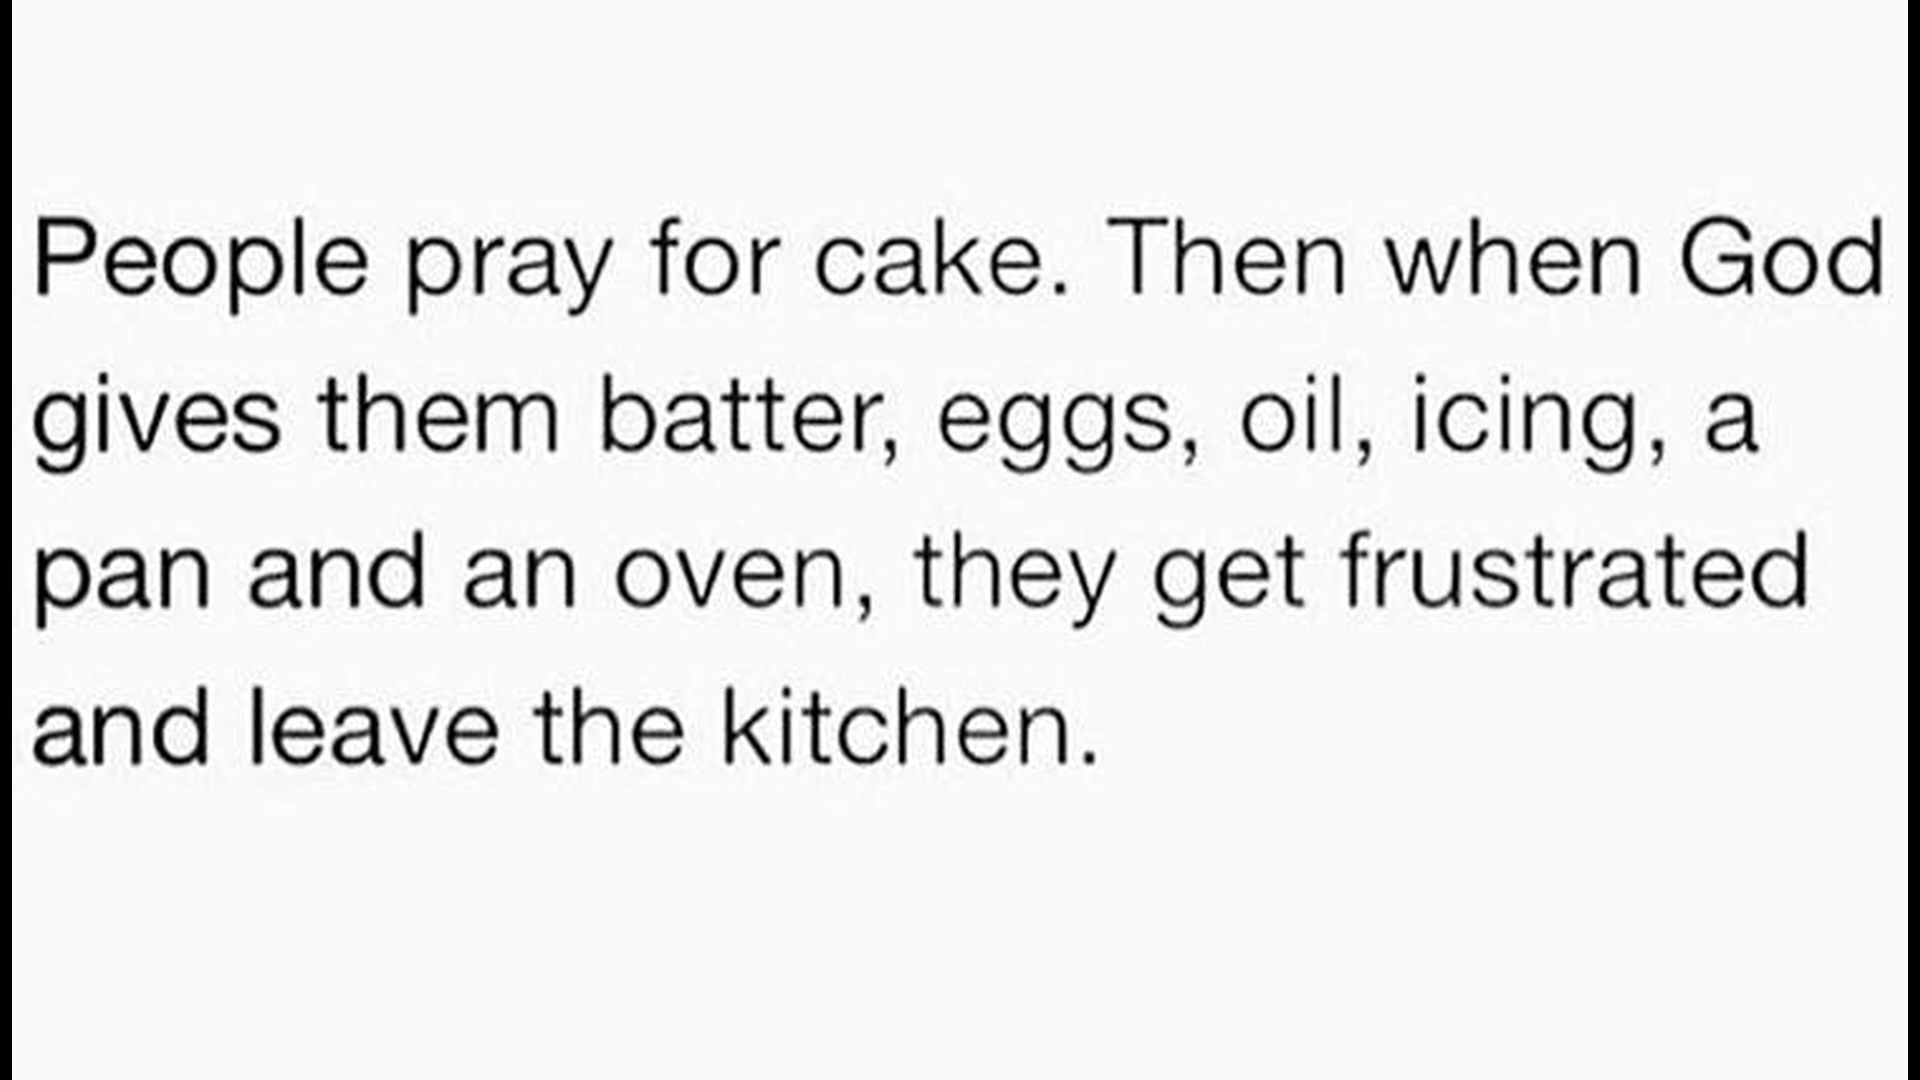 People pray for cake. Then when God
gives them batter, eggs, oil, icing, a
pan and an oven, they get frustrated
and leave the kitchen.